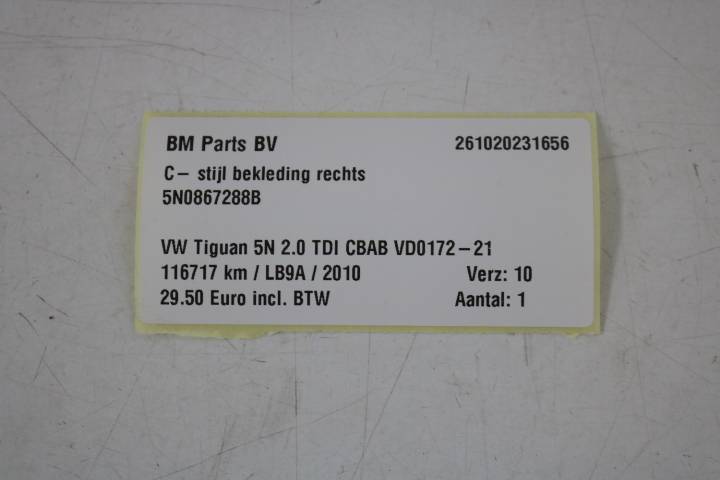 BM Parts BV 261020231656
C- stijl bekleding rechts
5N0867288B
VW Tiguan 5N 2.0 TDI CBAB VD0172-21
116717 km / LB9A / 2010 Verz: 10
29.50 Euro incl. BTW Aantal: 1